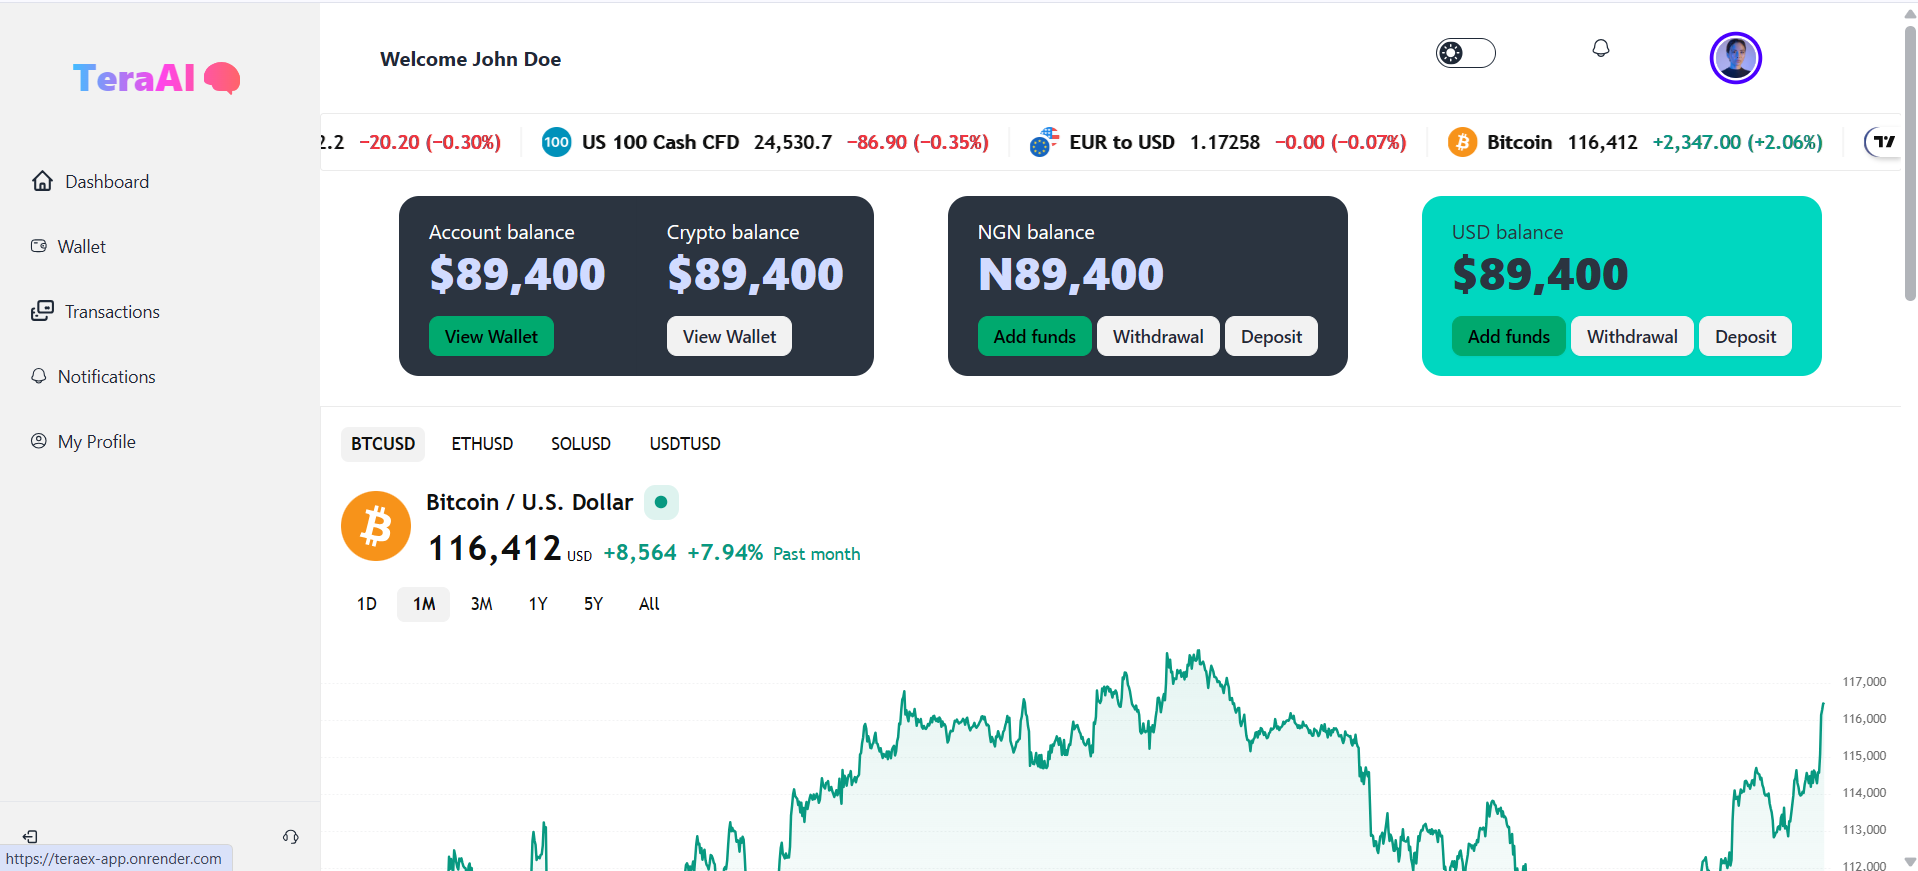 TeraAI
Welcome John Doe
2.2 −20.20 (−0.30%) 100 US 100 Cash CFD 24,530.7 −86.90 (−0.35%) EUR to USD 1.17258 −0.00 (−0.07%) Bitcoin 116,412 +2,347.00 (+2.06%)
Dashboard
Wallet
Transactions
Notifications
My Profile
Account balance
$89,400
View Wallet
Crypto balance
$89,400
View Wallet
NGN balance
N89,400
Add funds Withdrawal Deposit
USD balance
$89,400
Add funds Withdrawal Deposit
BTCUSD ETHUSD SOLUSD USDTUSD
Bitcoin / U.S. Dollar
116,412 USD +8,564 +7.94% Past month
1D 1M 3M 1Y 5Y All
117,000
116,000
115,000
114,000
113,000
112,000
https://teraex-app.onrender.com